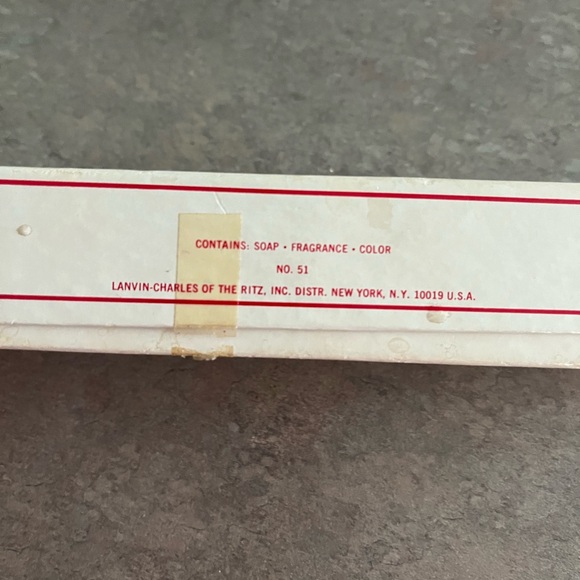 CONTAINS: SOAP • FRAGRANCE • COLOR
NO. 51
LANVIN-CHARLES OF THE RITZ, INC. DISTR. NEW YORK, N.Y. 10019 U.S.A.